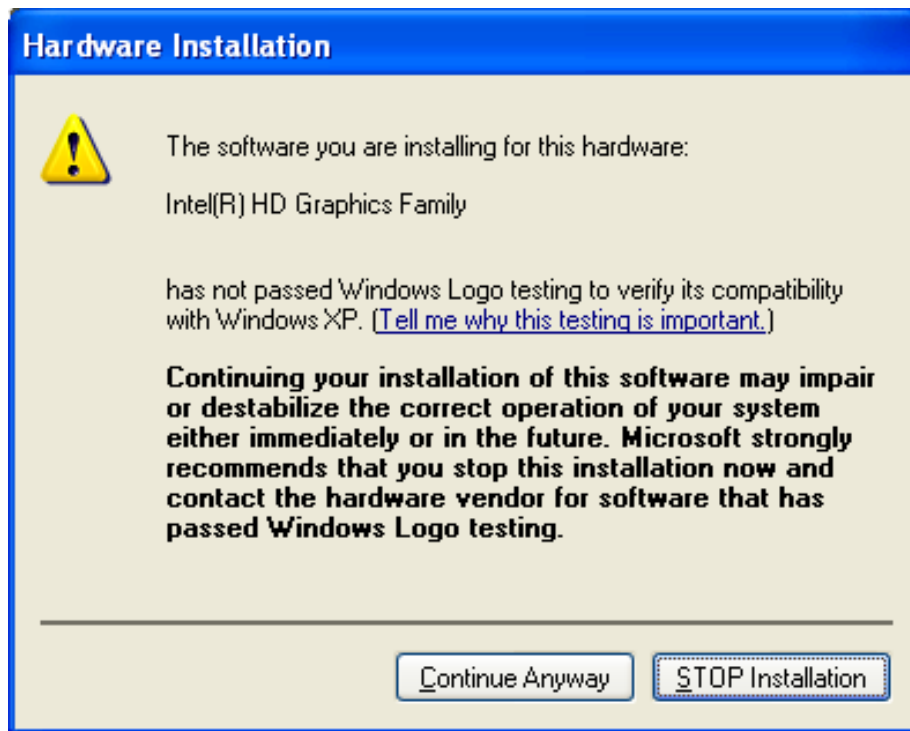 Hardware Installation
The software you are installing for this hardware:
Intel(R) HD Graphics Family
has not passed Windows Logo testing to verify its compatibility
with Windows XP. (Tell me why this testing is important.)
Continuing your installation of this software may impair
or destabilize the correct operation of your system
either immediately or in the future. Microsoft strongly
recommends that you stop this installation now and
contact the hardware vendor for software that has
passed Windows Logo testing.
Continue Anyway STOP Installation